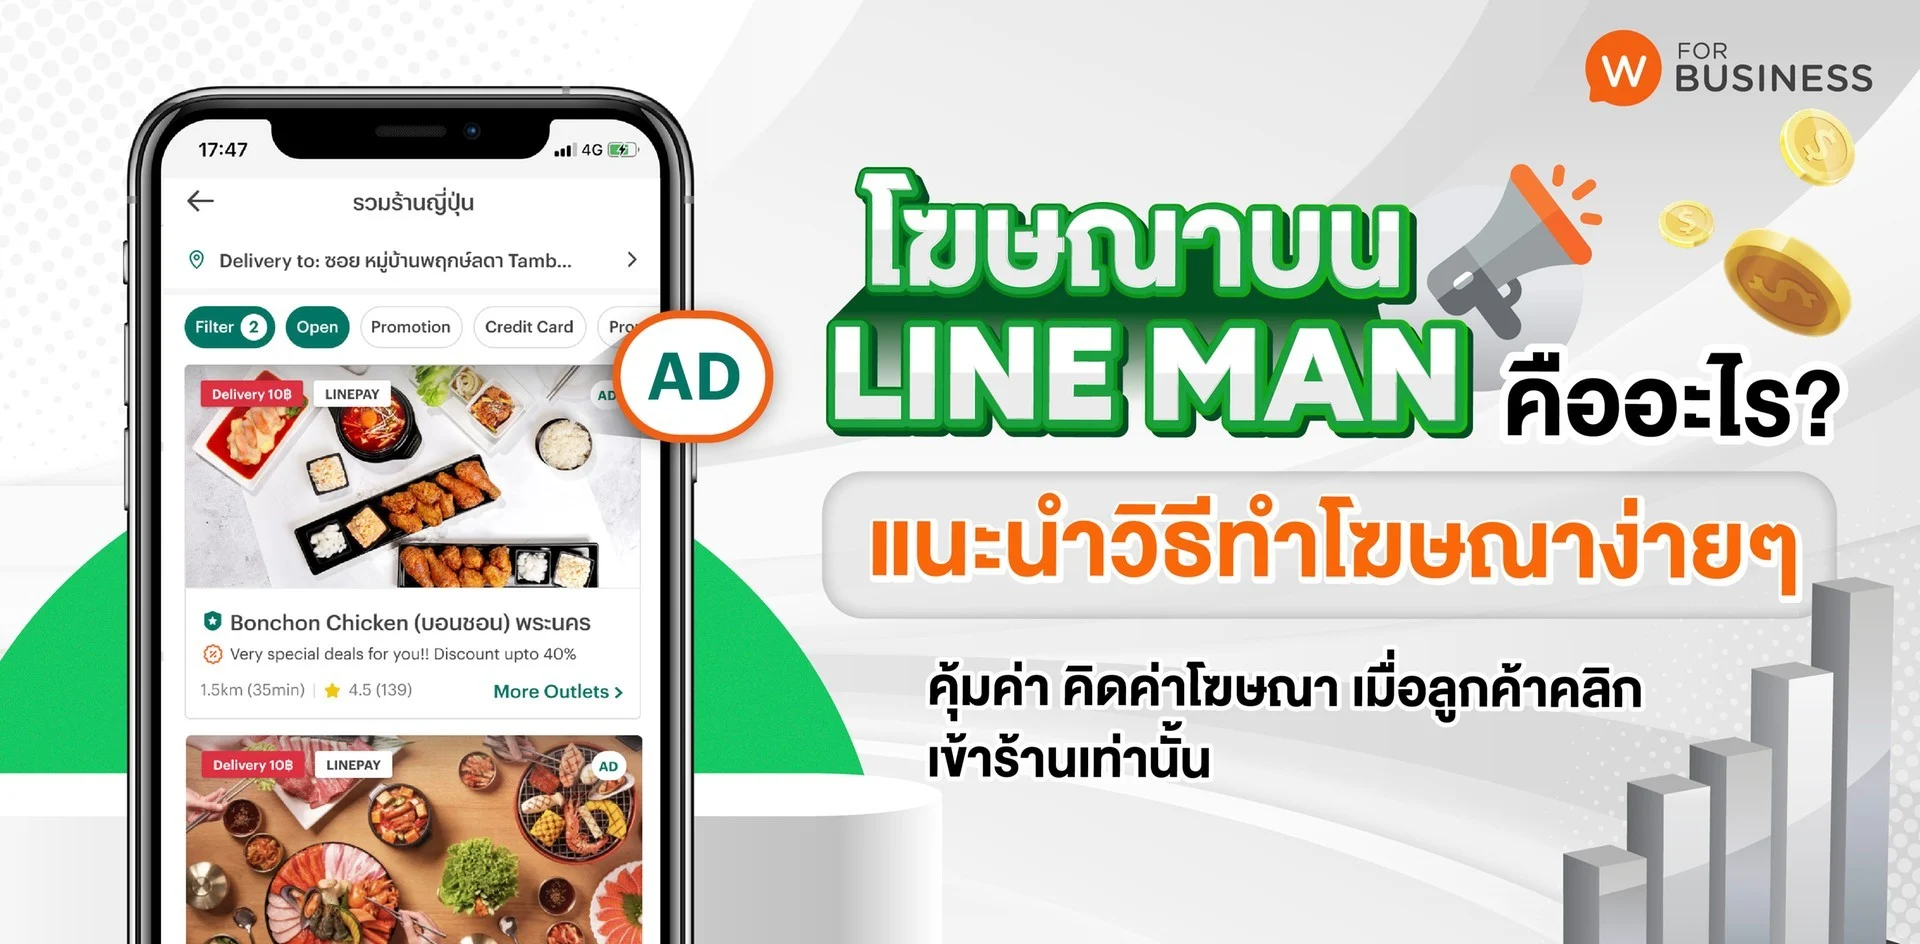 17:47
4G
รวมร้านญี่ปุ่น
Delivery to: ซอย หมู่บ้านพฤกษ์ลดา Tamb...
Filter 2
Open
Promotion
Credit Card
Pro
Delivery 10฿
LINEPAY
AD
AD
Bonchon Chicken (บอนชอน) พระนคร
Very special deals for you!! Discount upto 40%
1.5km (35min)
4.5 (139)
More Outlets >
Delivery 10฿
LINEPAY
AD
W FOR
BUSINESS
โฆษณาบน
LINE MAN คืออะไร?
แนะนำวิธีทำโฆษณาง่ายๆ
คุ้มค่า คิดค่าโฆษณา เมื่อลูกค้าคลิก
เข้าร้านเท่านั้น